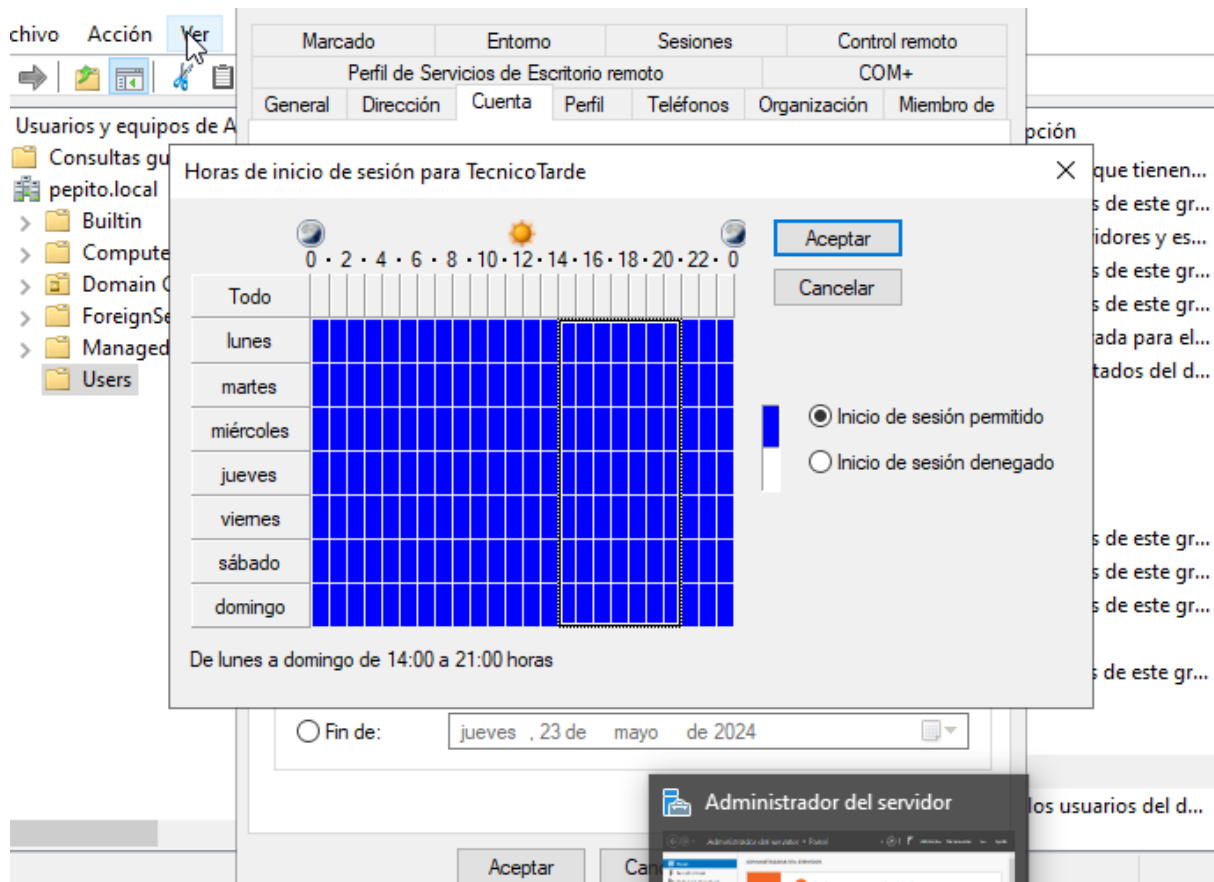 chivo Acción Ver
Marcado Entorno Sesiones Control remoto
Perfil de Servicios de Escritorio remoto COM+
General Dirección Cuenta Perfil Teléfonos Organización Miembro de
Usuarios y equipos de A
pción
Consultas gu
pepito.local
Builtin
Compute
Domain C
ForeignSe
Managed
Users
Horas de inicio de sesión para TecnicoTarde
0 · 2 · 4 · 6 · 8 · 10 · 12 · 14 · 16 · 18 · 20 · 22 · 0
Aceptar
Cancelar
Todo
lunes
martes
miércoles
jueves
viernes
sábado
domingo
Inicio de sesión permitido
Inicio de sesión denegado
De lunes a domingo de 14:00 a 21:00 horas
que tienen...
s de este gr...
idores y es...
s de este gr...
s de este gr...
ada para el...
tados del d...
s de este gr...
s de este gr...
s de este gr...
s de este gr...
Fin de: jueves , 23 de mayo de 2024
Administrador del servidor
los usuarios del d...
Aceptar Can